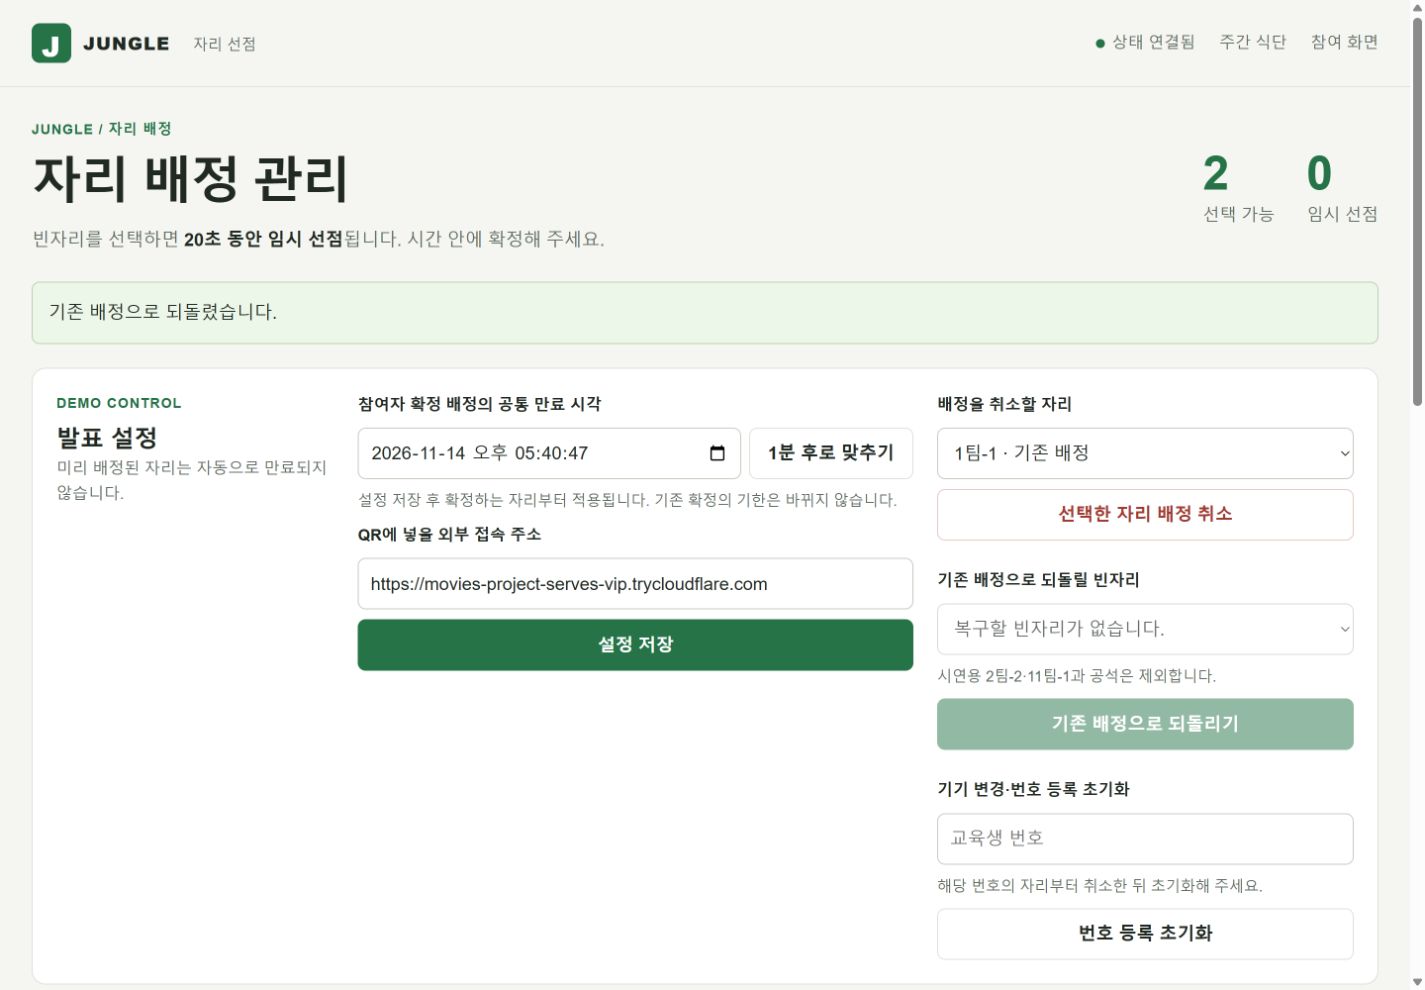 J JUNGLE 자리 선점
상태 연결됨 주간 식단 참여 화면
JUNGLE / 자리 배정
자리 배정 관리
2 선택 가능
0 임시 선점
빈자리를 선택하면 20초 동안 임시 선점됩니다. 시간 안에 확정해 주세요.
기존 배정으로 되돌렸습니다.
DEMO CONTROL
발표 설정
미리 배정된 자리는 자동으로 만료되지
않습니다.
참여자 확정 배정의 공통 만료 시각
2026-11-14 오후 05:40:47
1분 후로 맞추기
설정 저장 후 확정하는 자리부터 적용됩니다. 기존 확정의 기한은 바뀌지 않습니다.
QR에 넣을 외부 접속 주소
https://movies-project-serves-vip.trycloudflare.com
설정 저장
배정을 취소할 자리
1팀-1 · 기존 배정
선택한 자리 배정 취소
기존 배정으로 되돌릴 빈자리
복구할 빈자리가 없습니다.
시연용 2팀-2·11팀-1과 공석은 제외합니다.
기존 배정으로 되돌리기
기기 변경·번호 등록 초기화
교육생 번호
해당 번호의 자리부터 취소한 뒤 초기화해 주세요.
번호 등록 초기화